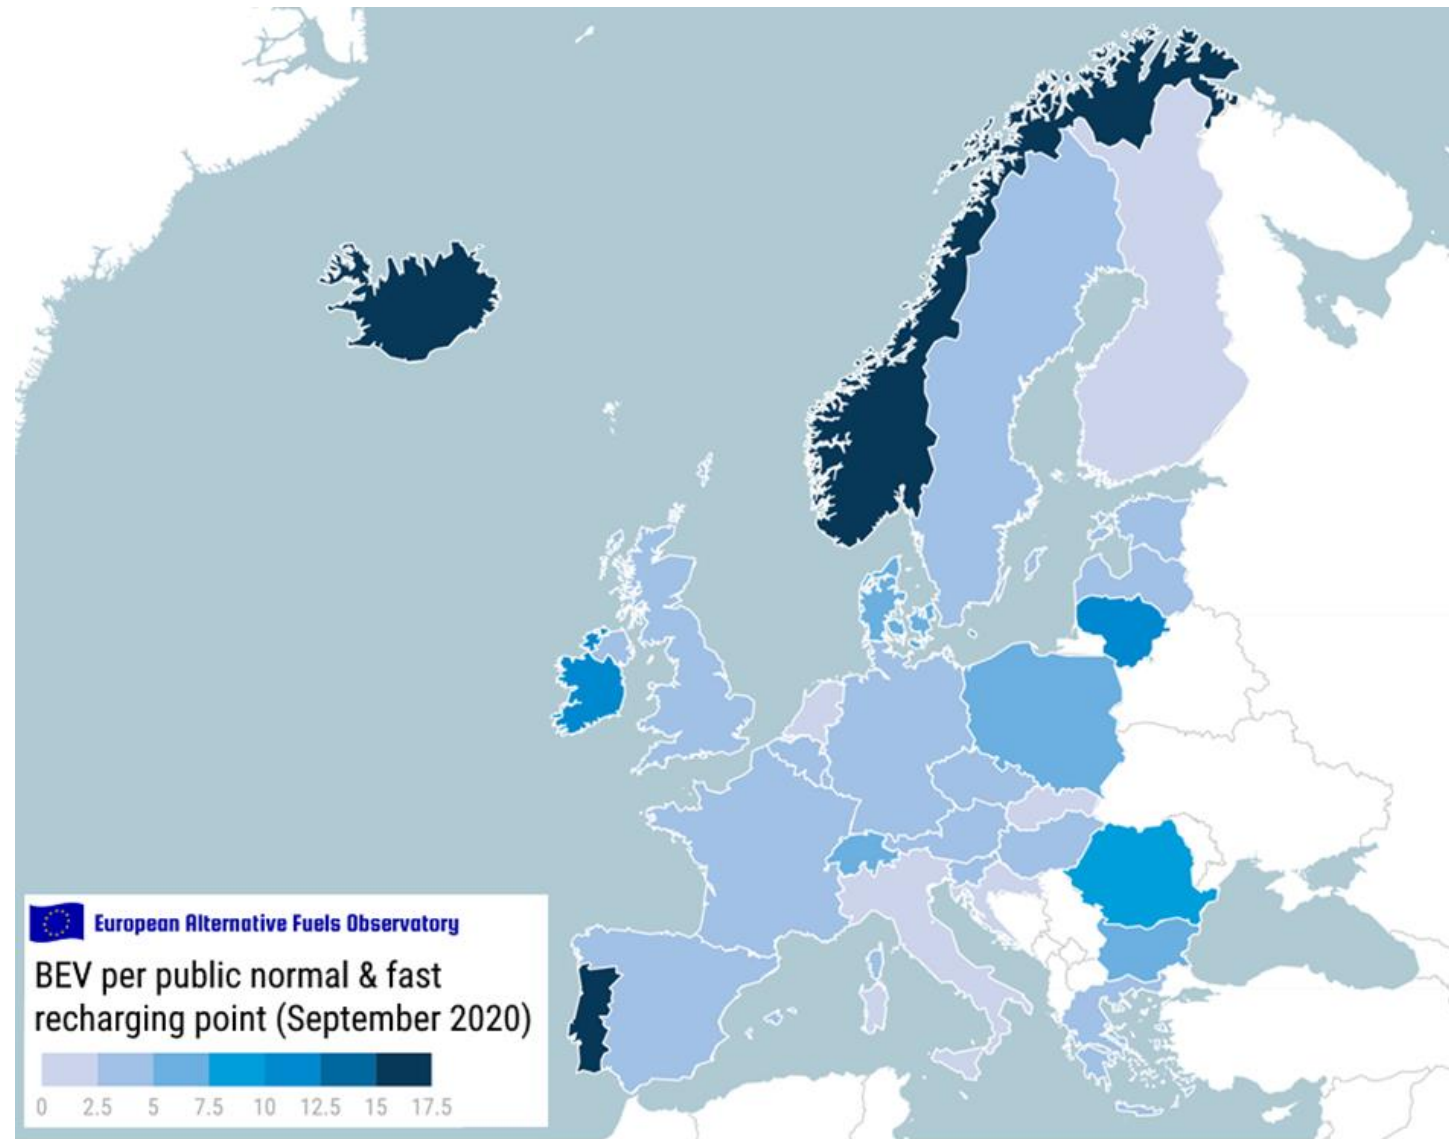 European Alternative Fuels Observatory
BEV per public normal & fast
recharging point (September 2020)
0 2.5 5 7.5 10 12.5 15 17.5